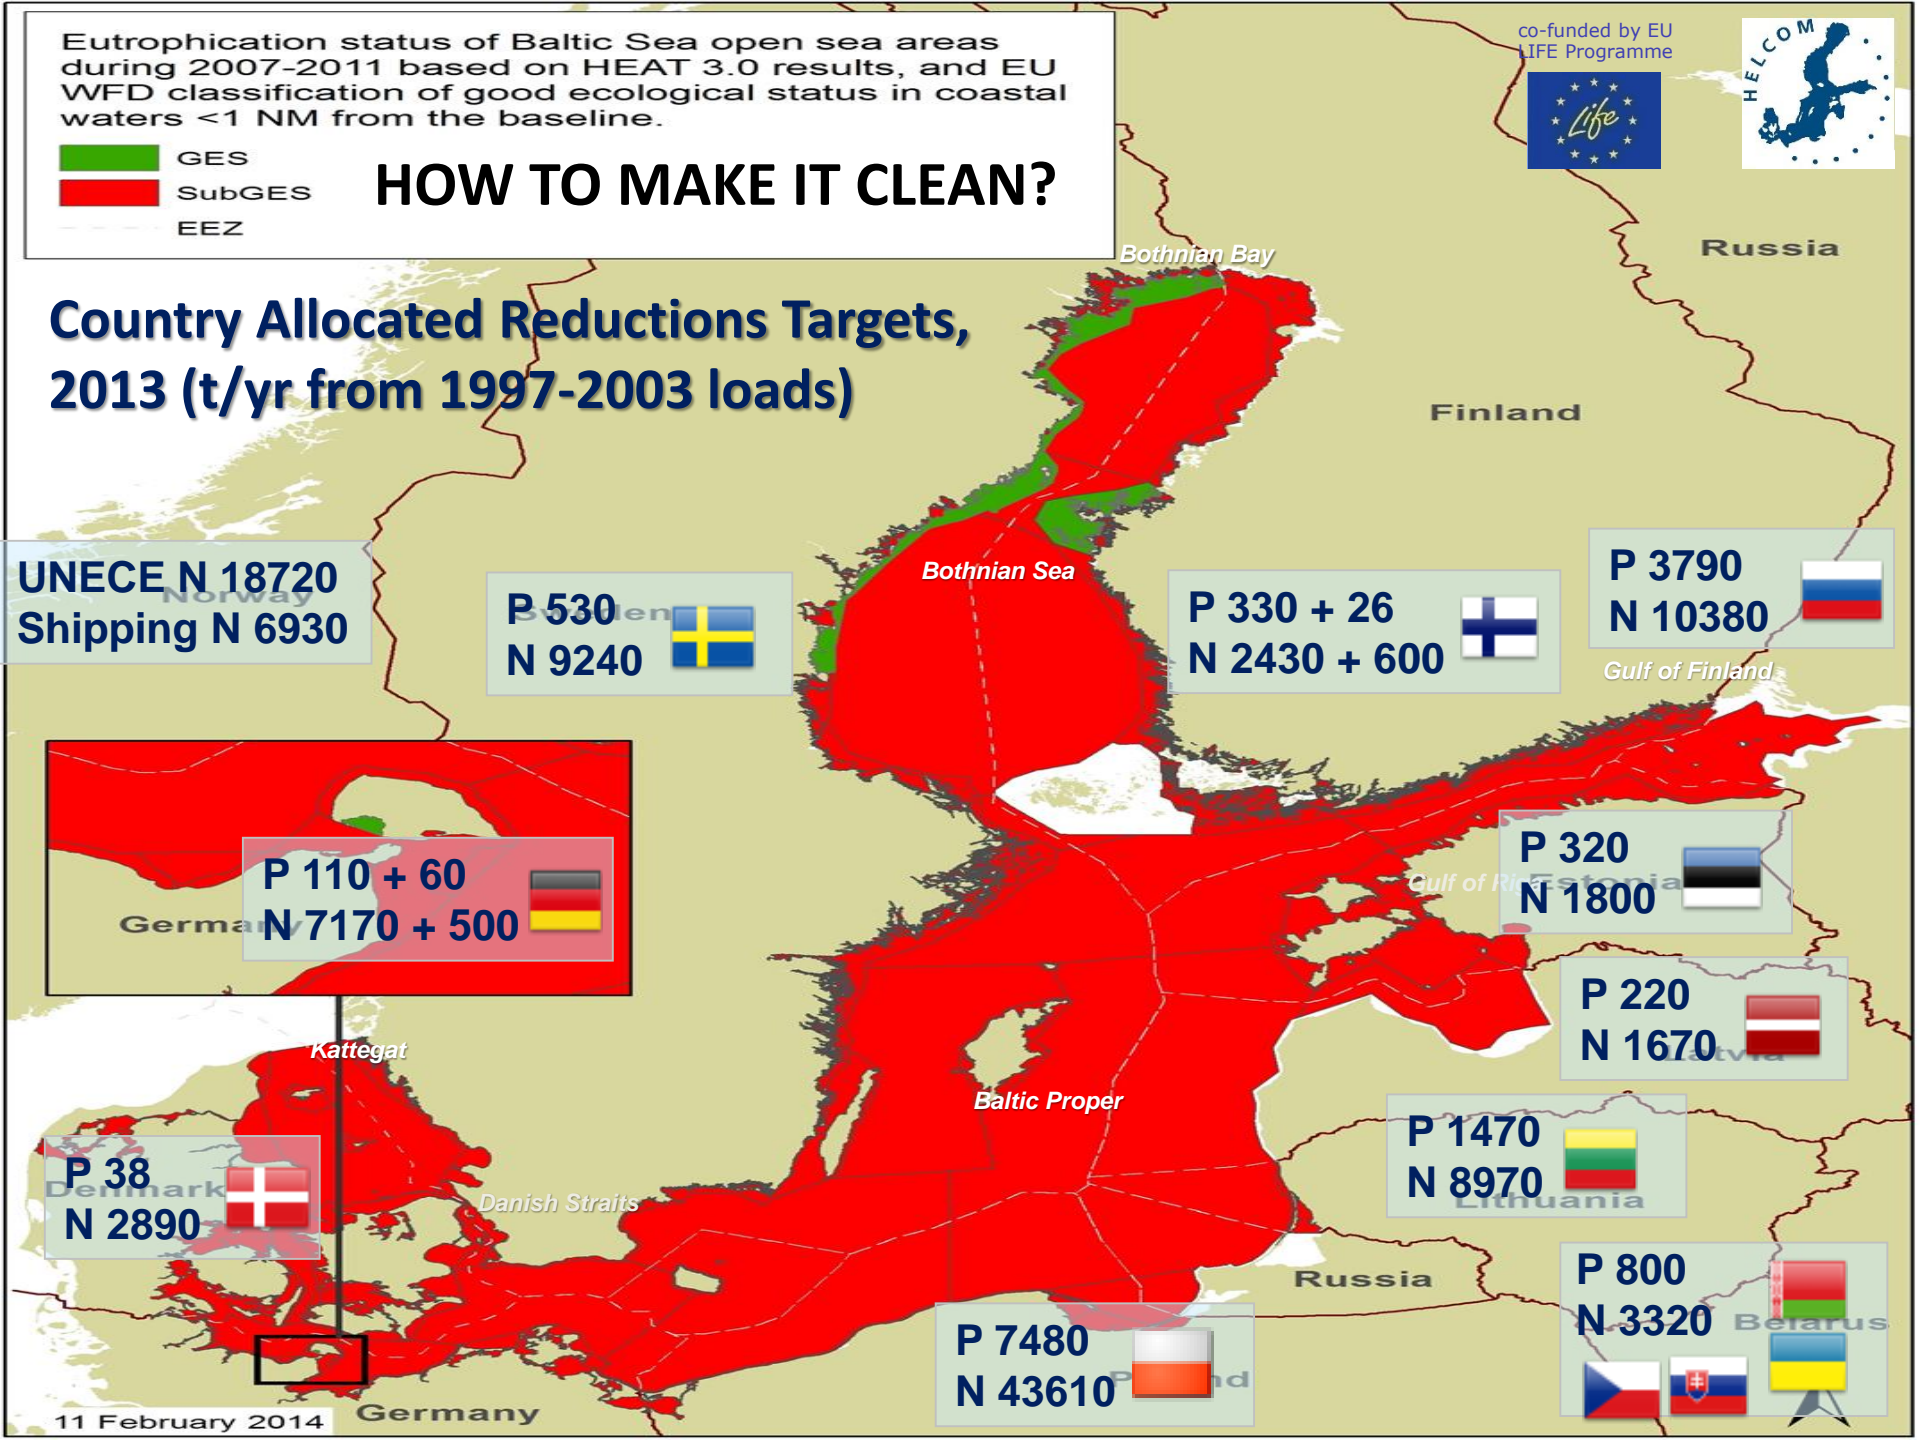 Eutrophication status of Baltic Sea open sea areas
during 2007-2011 based on HEAT 3.0 results, and EU
WFD classification of good ecological status in coastal
waters <1 NM from the baseline.
GES
SubGES
EEZ
HOW TO MAKE IT CLEAN?
co-funded by EU
LIFE Programme
Life
HELCOM
Russia
Bothnian Bay
Country Allocated Reductions Targets,
2013 (t/yr from 1997-2003 loads)
Finland
UNECE N 18720
Shipping N 6930
Norway
P 530
N 9240
Sweden
Bothnian Sea
P 330 + 26
N 2430 + 600
P 3790
N 10380
Gulf of Finland
P 110 + 60
N 7170 + 500
Germany
P 320
N 1800
Gulf of Riga
Estonia
P 220
N 1670
Latvia
Kattegat
Baltic Proper
P 1470
N 8970
Lithuania
P 38
N 2890
Denmark
Danish Straits
Russia
P 800
N 3320
Belarus
P 7480
N 43610
Poland
Germany
11 February 2014